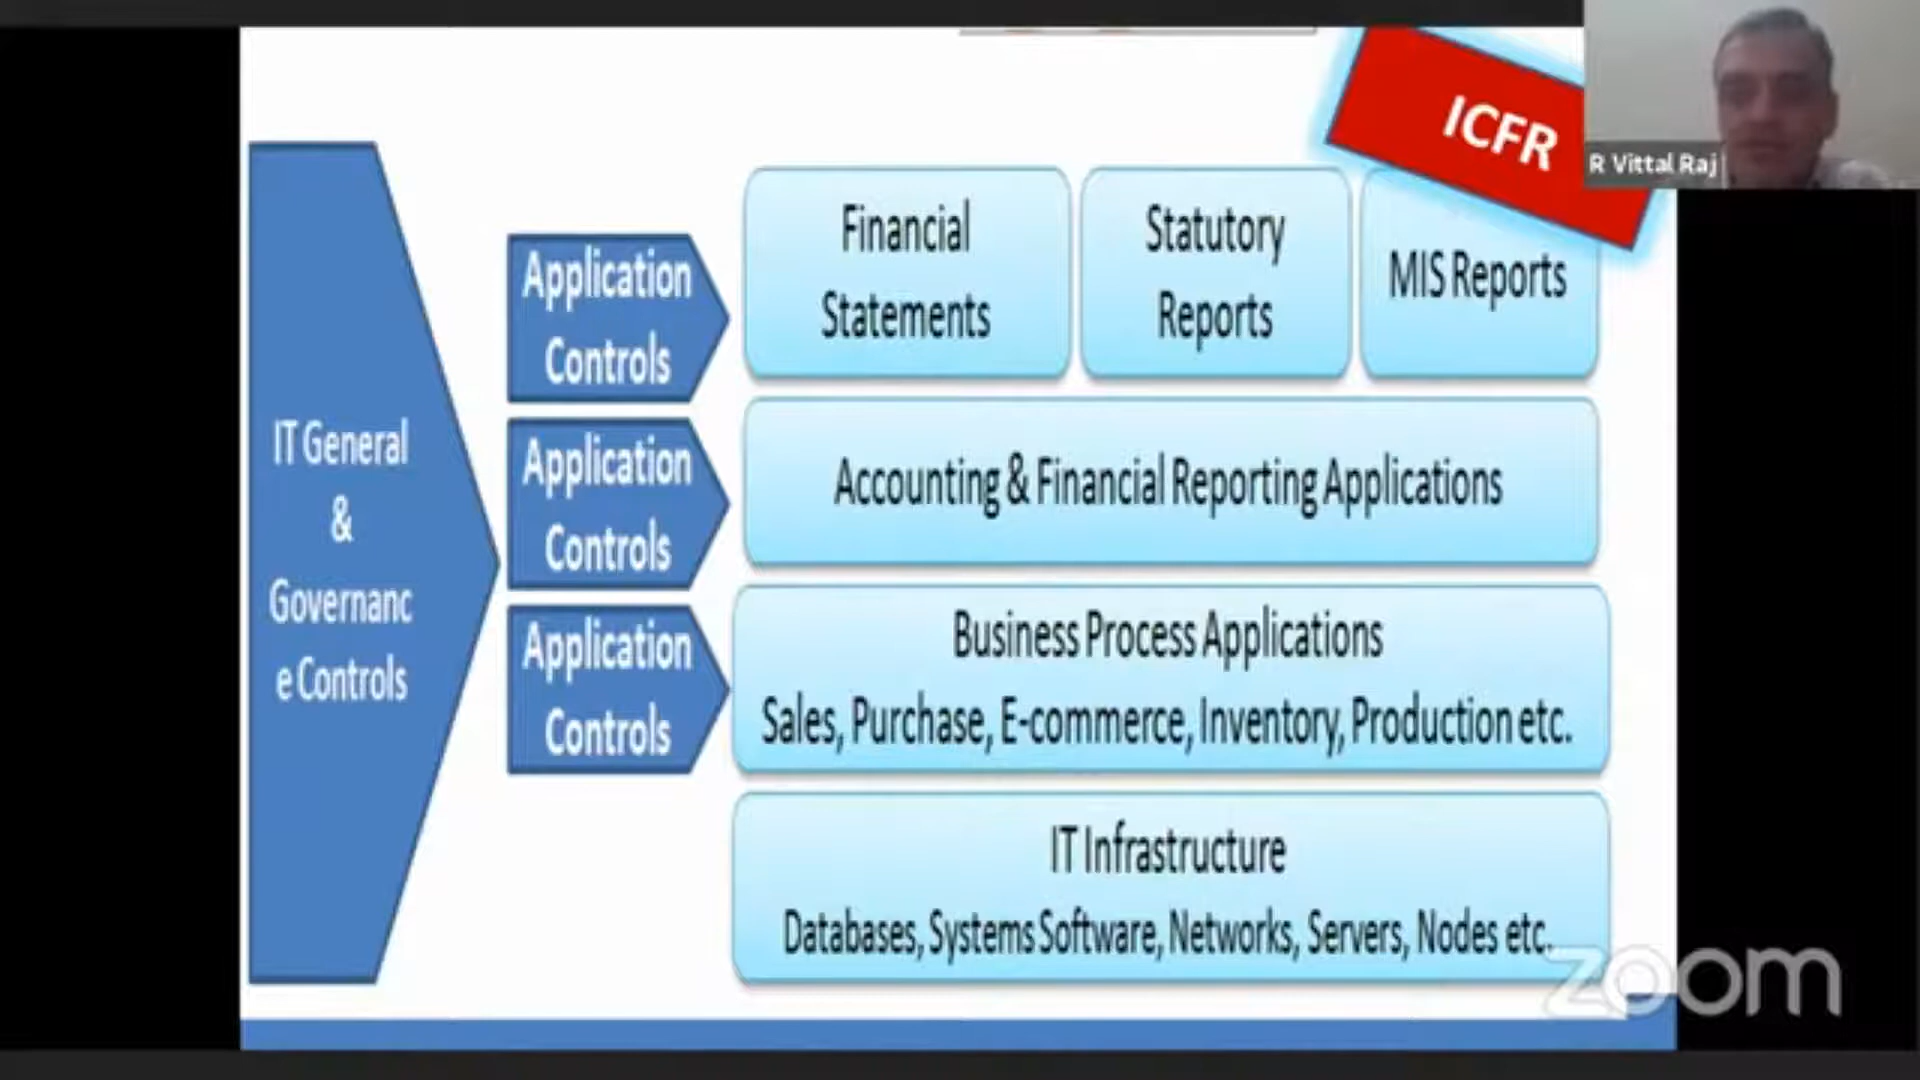 ICFR
R Vittal Raj
Financial
Statements
Statutory
Reports
MIS Reports
Application
Controls
Accounting & Financial Reporting Applications
Application
Controls
IT General
&
Governanc
e Controls
Business Process Applications
Sales, Purchase, E-commerce, Inventory, Production etc.
Application
Controls
IT Infrastructure
Databases, Systems Software, Networks, Servers, Nodes etc.
zoom